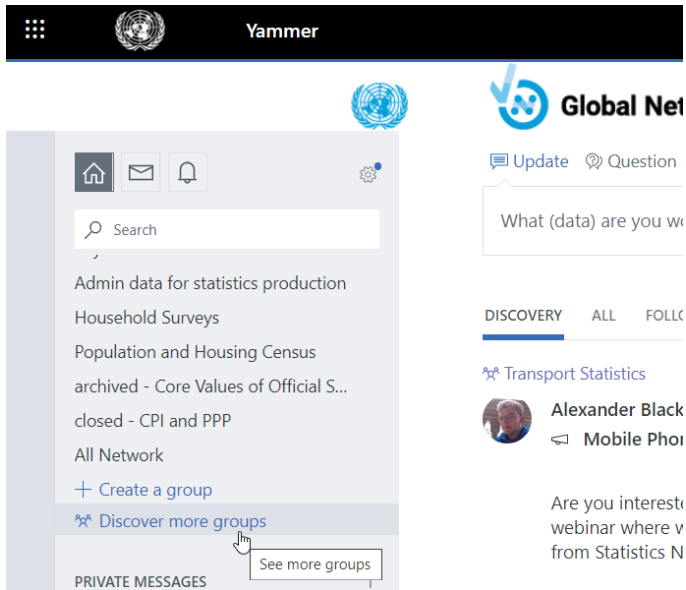 Yammer
Global Net
Update Question
What (data) are you wo
Search
Admin data for statistics production
Household Surveys
Population and Housing Census
archived - Core Values of Official S...
closed - CPI and PPP
All Network
+ Create a group
Discover more groups
See more groups
PRIVATE MESSAGES
DISCOVERY ALL FOLLO
Transport Statistics
Alexander Black
Mobile Phon
Are you intereste
webinar where w
from Statistics N